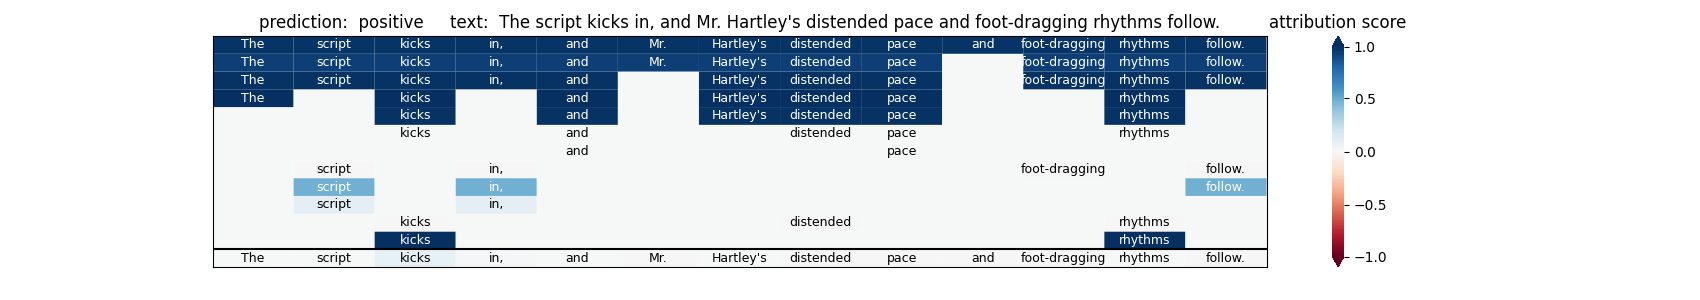 prediction:  positive     text:  The script kicks in, and Mr. Hartley's distended pace and foot-dragging rhythms follow.     attribution score
The script kicks in, and Mr. Hartley's distended pace and foot-dragging rhythms follow. 1.0
The script kicks in, and Mr. Hartley's distended pace foot-dragging rhythms follow.
The script kicks in, and Hartley's distended pace foot-dragging rhythms follow.
The kicks and Hartley's distended pace rhythms 0.5
kicks and Hartley's distended pace rhythms
kicks and distended pace rhythms
and pace 0.0
script in, foot-dragging follow.
script in, follow.
script in, −0.5
kicks distended rhythms
kicks rhythms
The script kicks in, and Mr. Hartley's distended pace and foot-dragging rhythms follow. −1.0